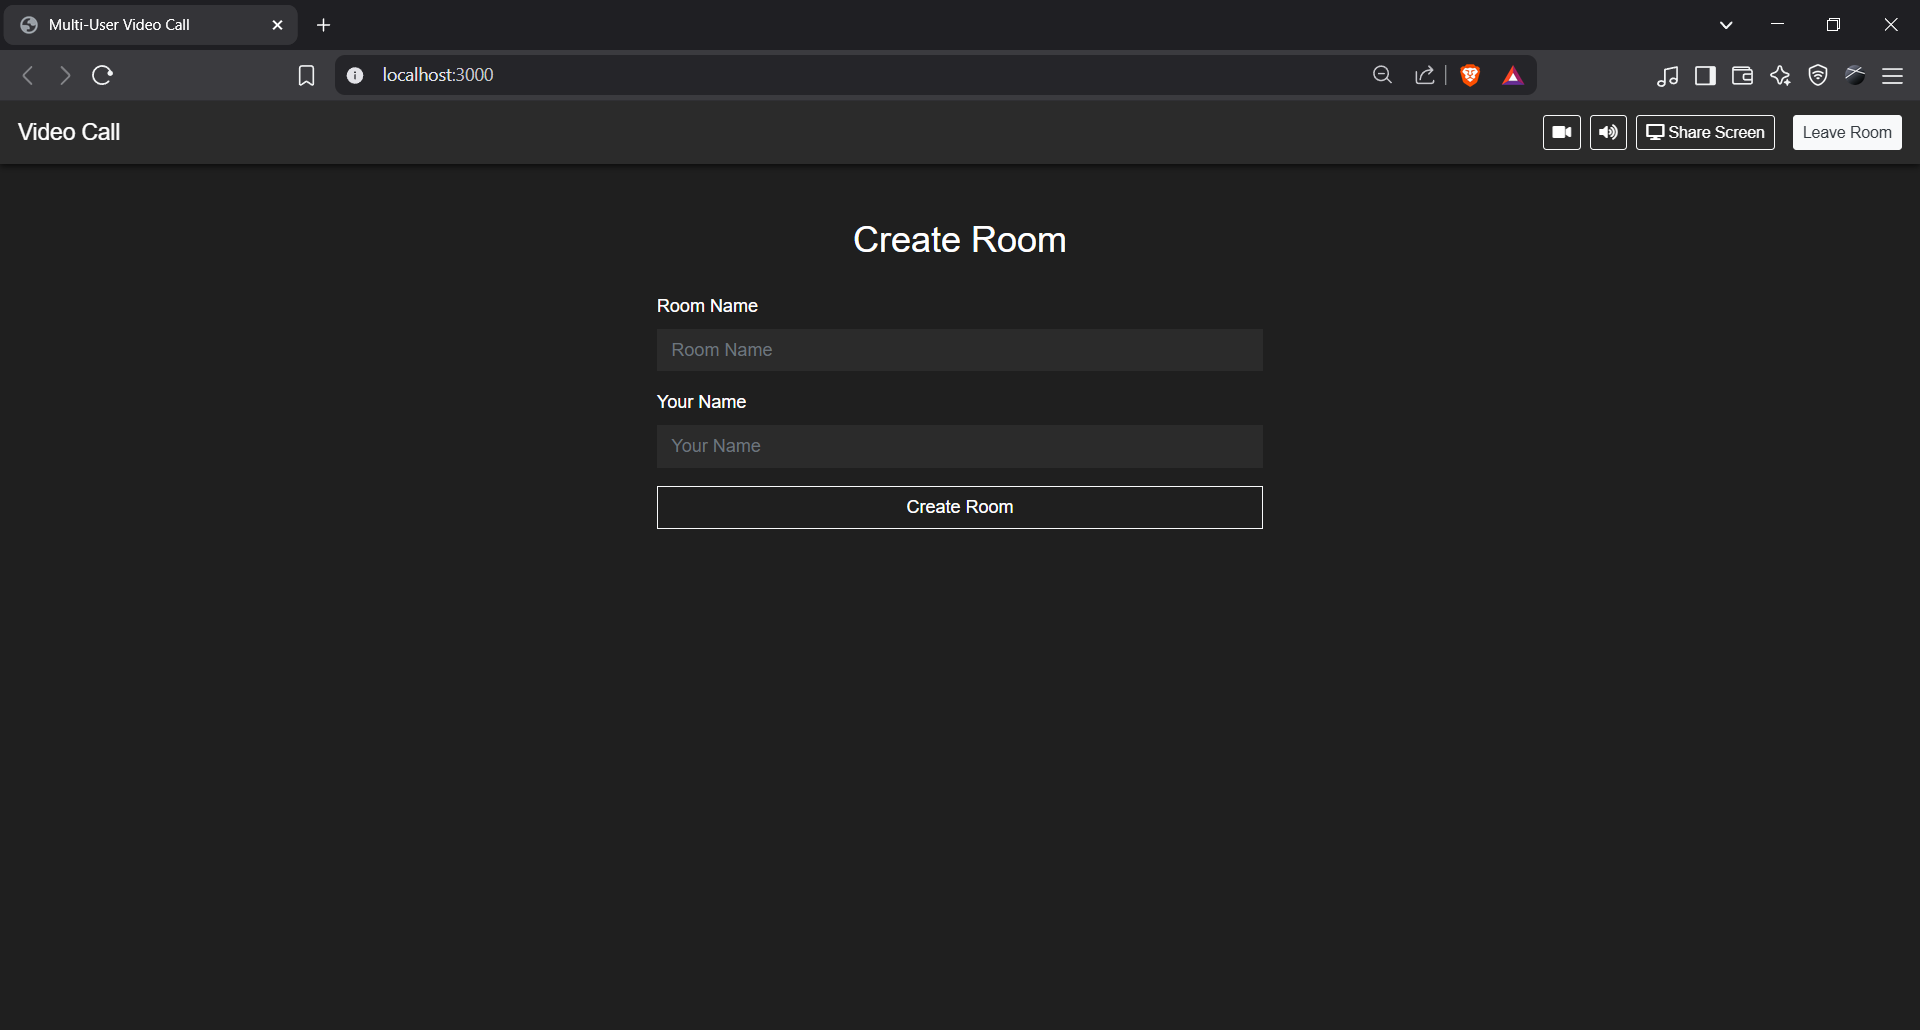 Multi-User Video Call
localhost:3000
Video Call
Share Screen
Leave Room
Create Room
Room Name
Room Name
Your Name
Your Name
Create Room